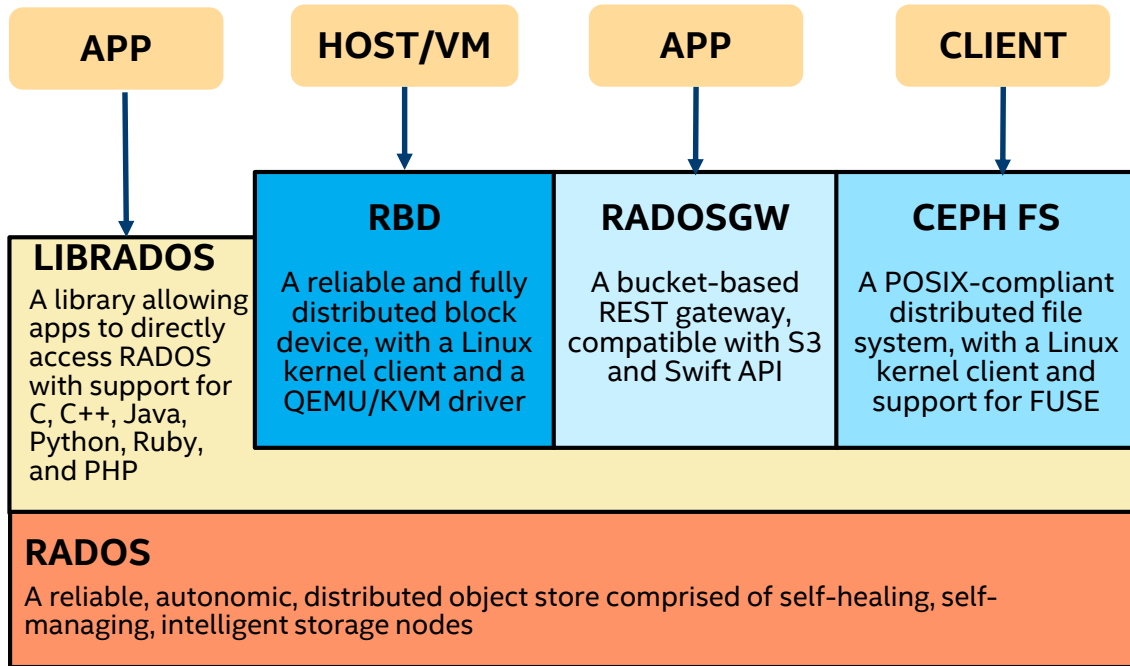 APP
HOST/VM
APP
CLIENT
LIBRADOS
A library allowing
apps to directly
access RADOS
with support for
C, C++, Java,
Python, Ruby,
and PHP
RBD
A reliable and fully
distributed block
device, with a Linux
kernel client and a
QEMU/KVM driver
RADOSGW
A bucket-based
REST gateway,
compatible with S3
and Swift API
CEPH FS
A POSIX-compliant
distributed file
system, with a Linux
kernel client and
support for FUSE
RADOS
A reliable, autonomic, distributed object store comprised of self-healing, self-
managing, intelligent storage nodes